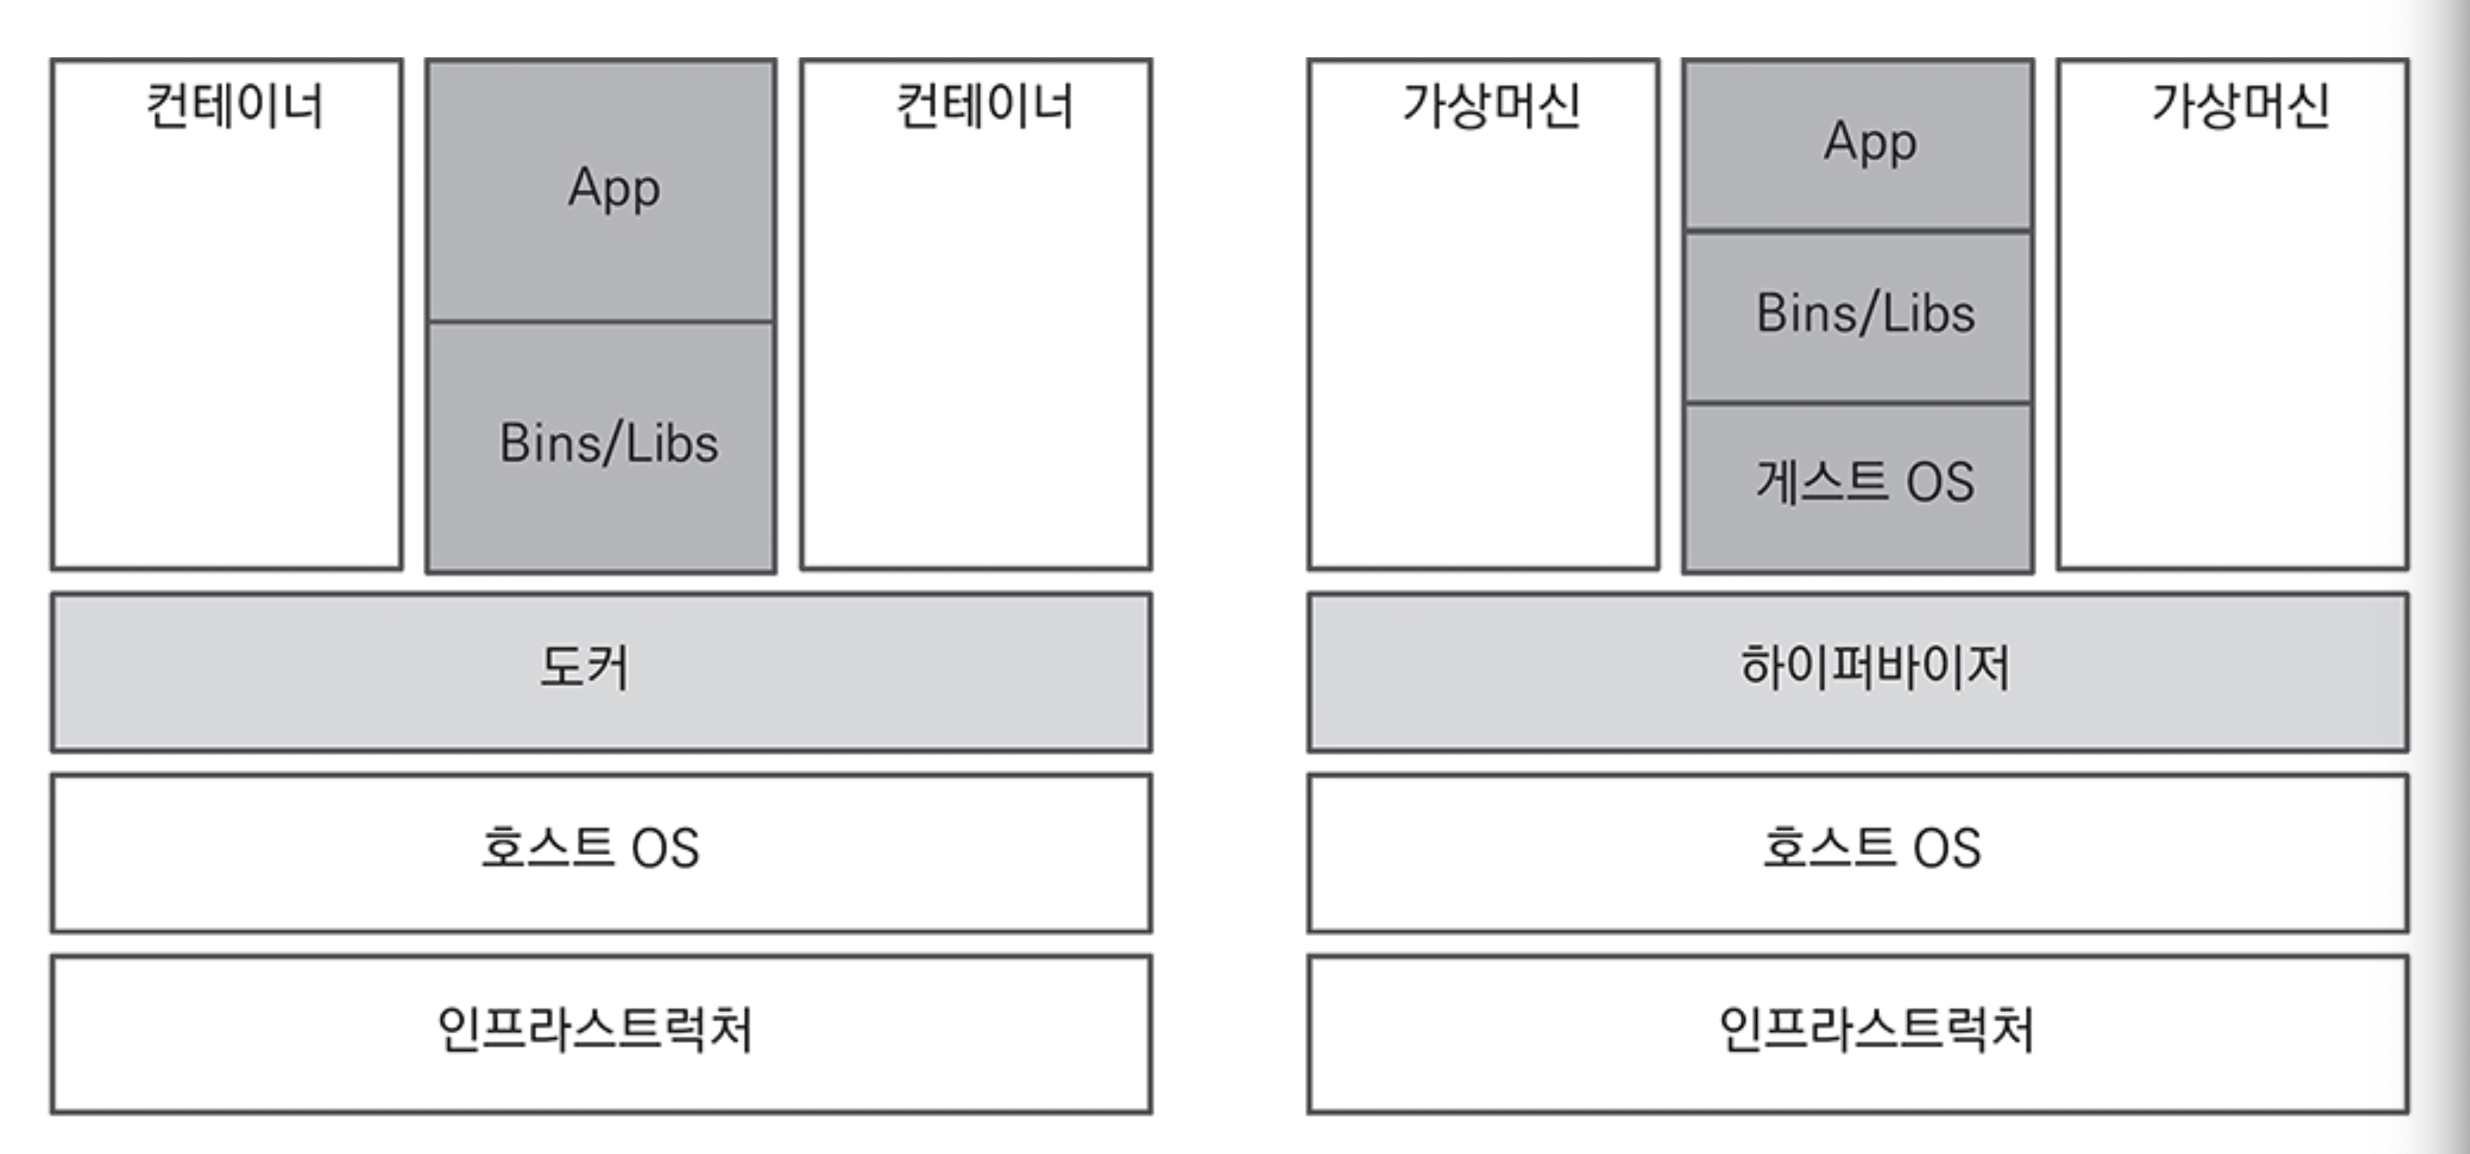 컨테이너
App
Bins/Libs
컨테이너
도커
호스트 OS
인프라스트럭처
가상머신
App
Bins/Libs
게스트 OS
가상머신
하이퍼바이저
호스트 OS
인프라스트럭처